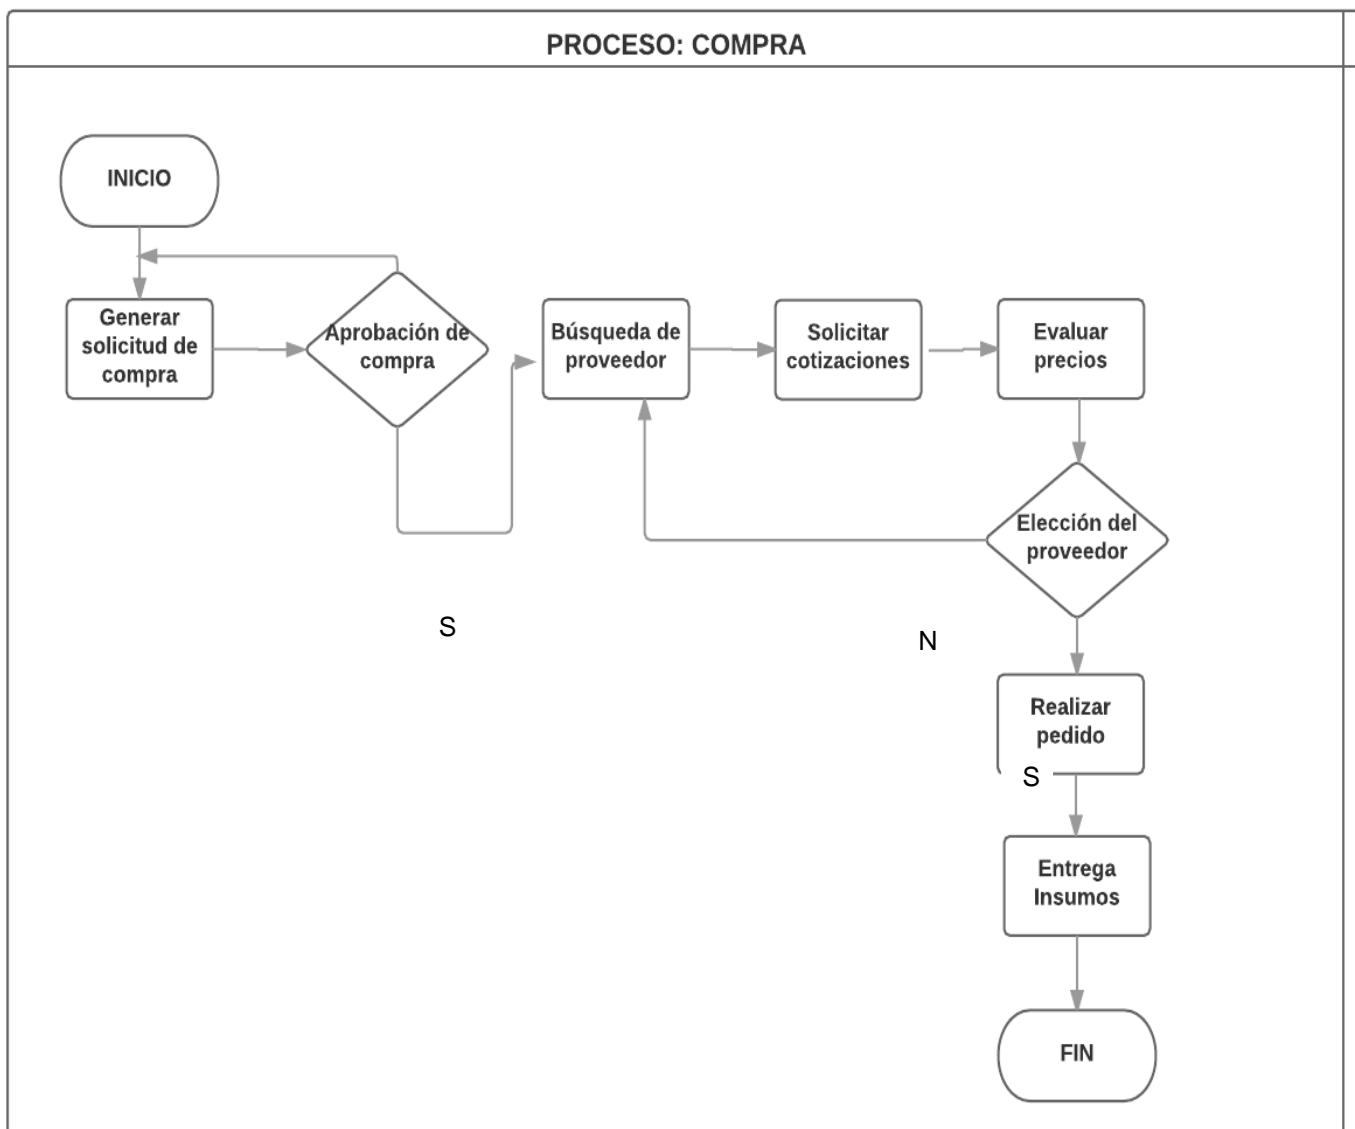 PROCESO: COMPRA
INICIO
Generar
solicitud de
compra
Aprobación de
compra
Búsqueda de
proveedor
Solicitar
cotizaciones
Evaluar
precios
Elección del
proveedor
S
N
Realizar
pedido
S
Entrega
Insumos
FIN